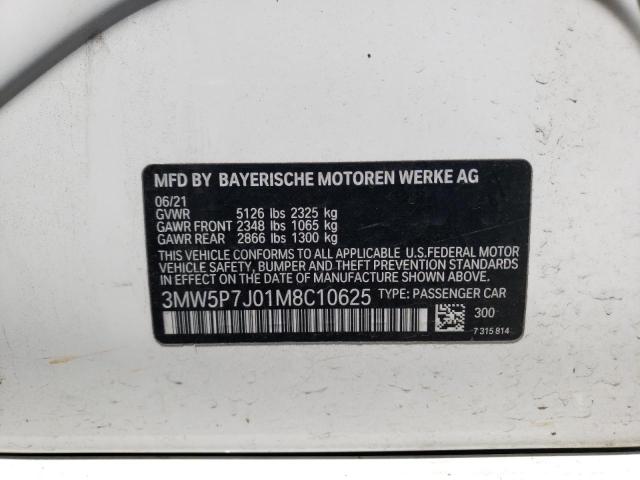 MFD BY BAYERISCHE MOTOREN WERKE AG
06/21
GVWR 5126 lbs 2325 kg
GAWR FRONT 2348 lbs 1065 kg
GAWR REAR 2866 lbs 1300 kg
THIS VEHICLE CONFORMS TO ALL APPLICABLE U.S.FEDERAL MOTOR
VEHICLE SAFETY, BUMPER, AND THEFT PREVENTION STANDARDS IN
EFFECT ON THE DATE OF MANUFACTURE SHOWN ABOVE.
3MW5P7J01M8C10625 TYPE: PASSENGER CAR
300
7 315 814